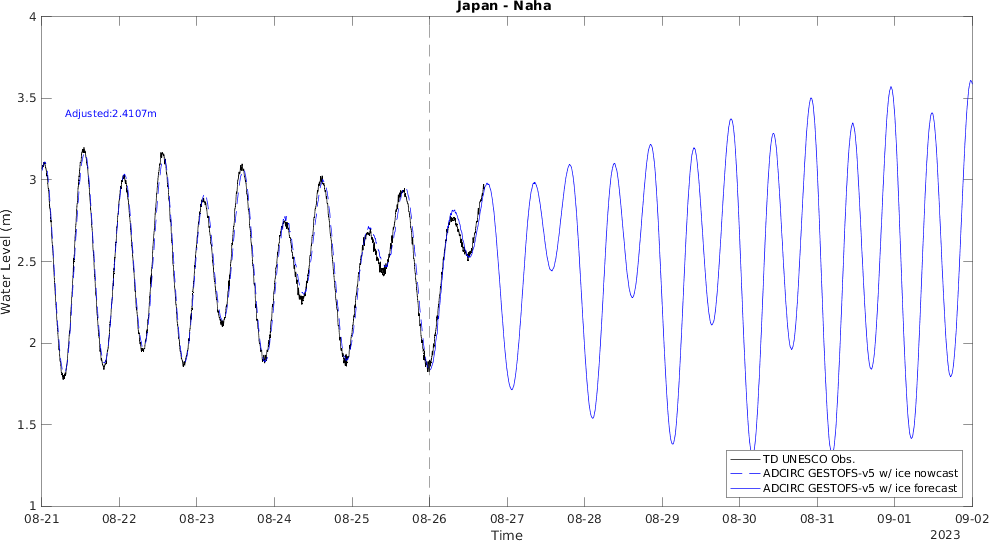 Japan - Naha
4
3.5
3
2.5
2
1.5
1
Water Level (m)
Adjusted:2.4107m
TD UNESCO Obs.
ADCIRC GESTOFS-v5 w/ ice nowcast
ADCIRC GESTOFS-v5 w/ ice forecast
08-21 08-22 08-23 08-24 08-25 08-26 08-27 08-28 08-29 08-30 08-31 09-01 09-02
Time
2023